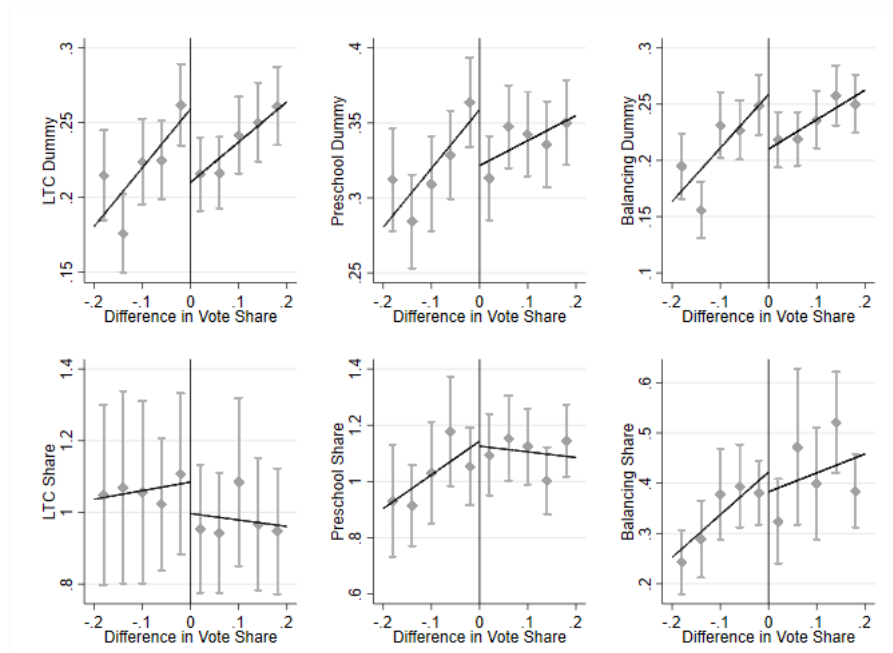 LTC Dummy
.3
.25
.2
.15
-.2 -.1 0 .1 .2
Difference in Vote Share
Preschool Dummy
.4
.35
.3
.25
-.2 -.1 0 .1 .2
Difference in Vote Share
Balancing Dummy
.3
.25
.2
.15
.1
-.2 -.1 0 .1 .2
Difference in Vote Share
LTC Share
1.4
1.2
1
.8
-.2 -.1 0 .1 .2
Difference in Vote Share
Preschool Share
1.4
1.2
1
.8
.6
-.2 -.1 0 .1 .2
Difference in Vote Share
Balancing Share
.6
.5
.4
.3
.2
-.2 -.1 0 .1 .2
Difference in Vote Share